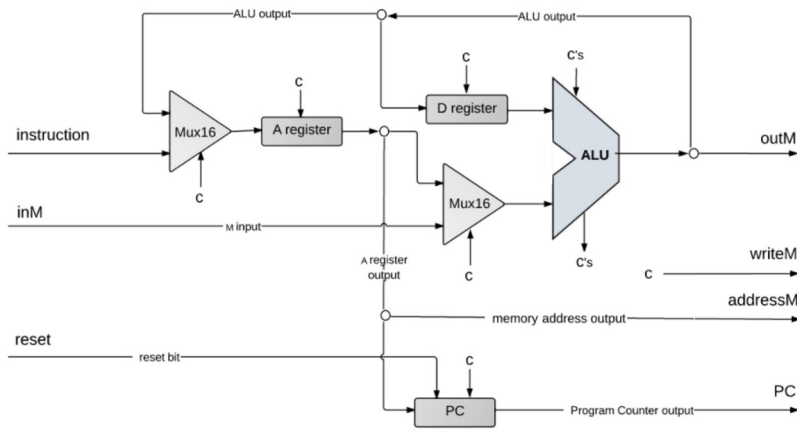 ALU output
ALU output
c
c
c's
D register
instruction
Mux16
A register
ALU
outM
c
Mux16
inM
M input
A register
output
c
c's
writeM
c
addressM
memory address output
reset
reset bit
c
PC
PC
Program Counter output